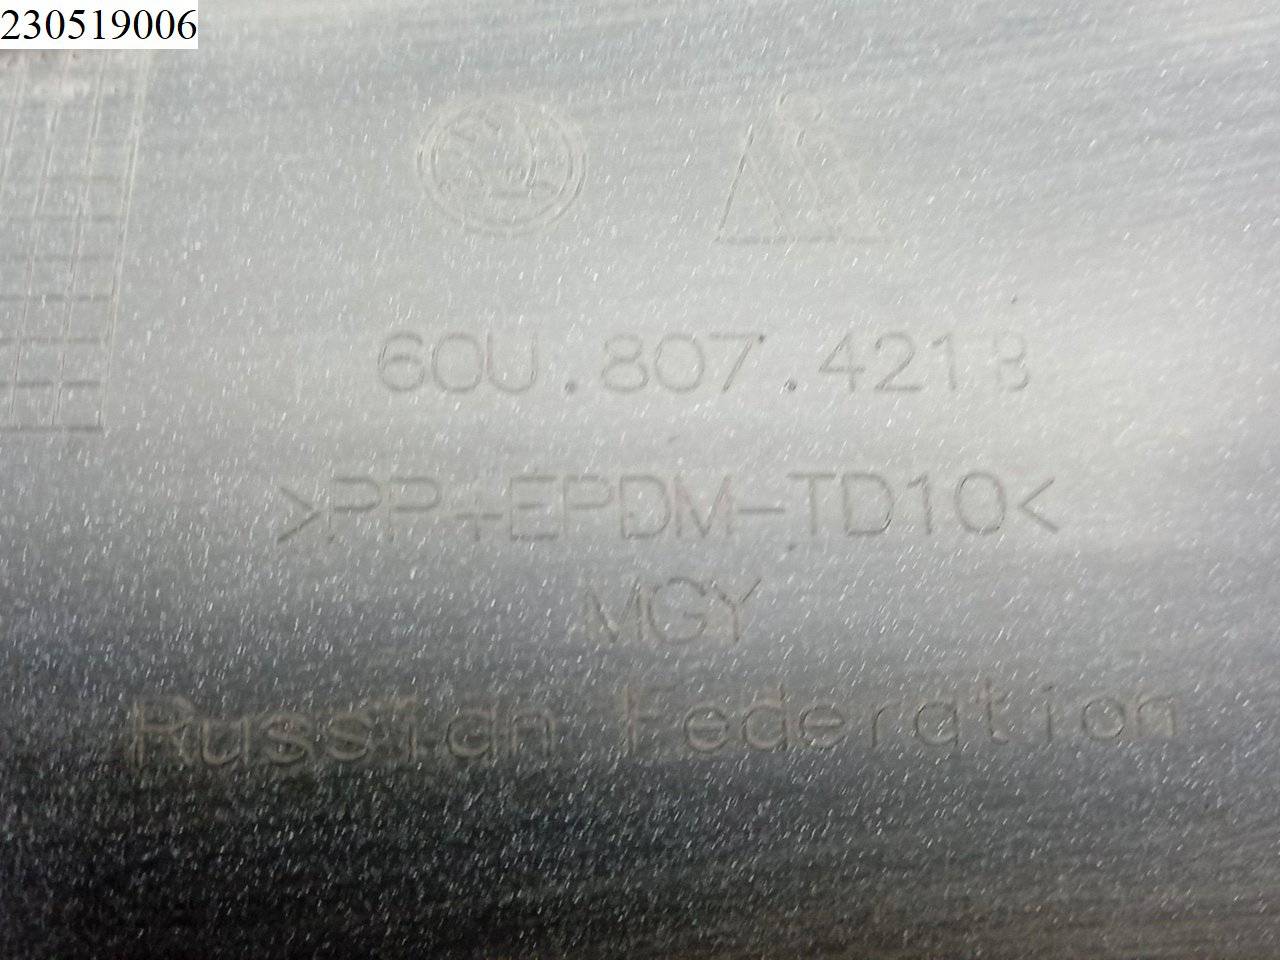 230519006
60U.807.421B
>PP+EPDM-TD10<
MGY
Russian Federation